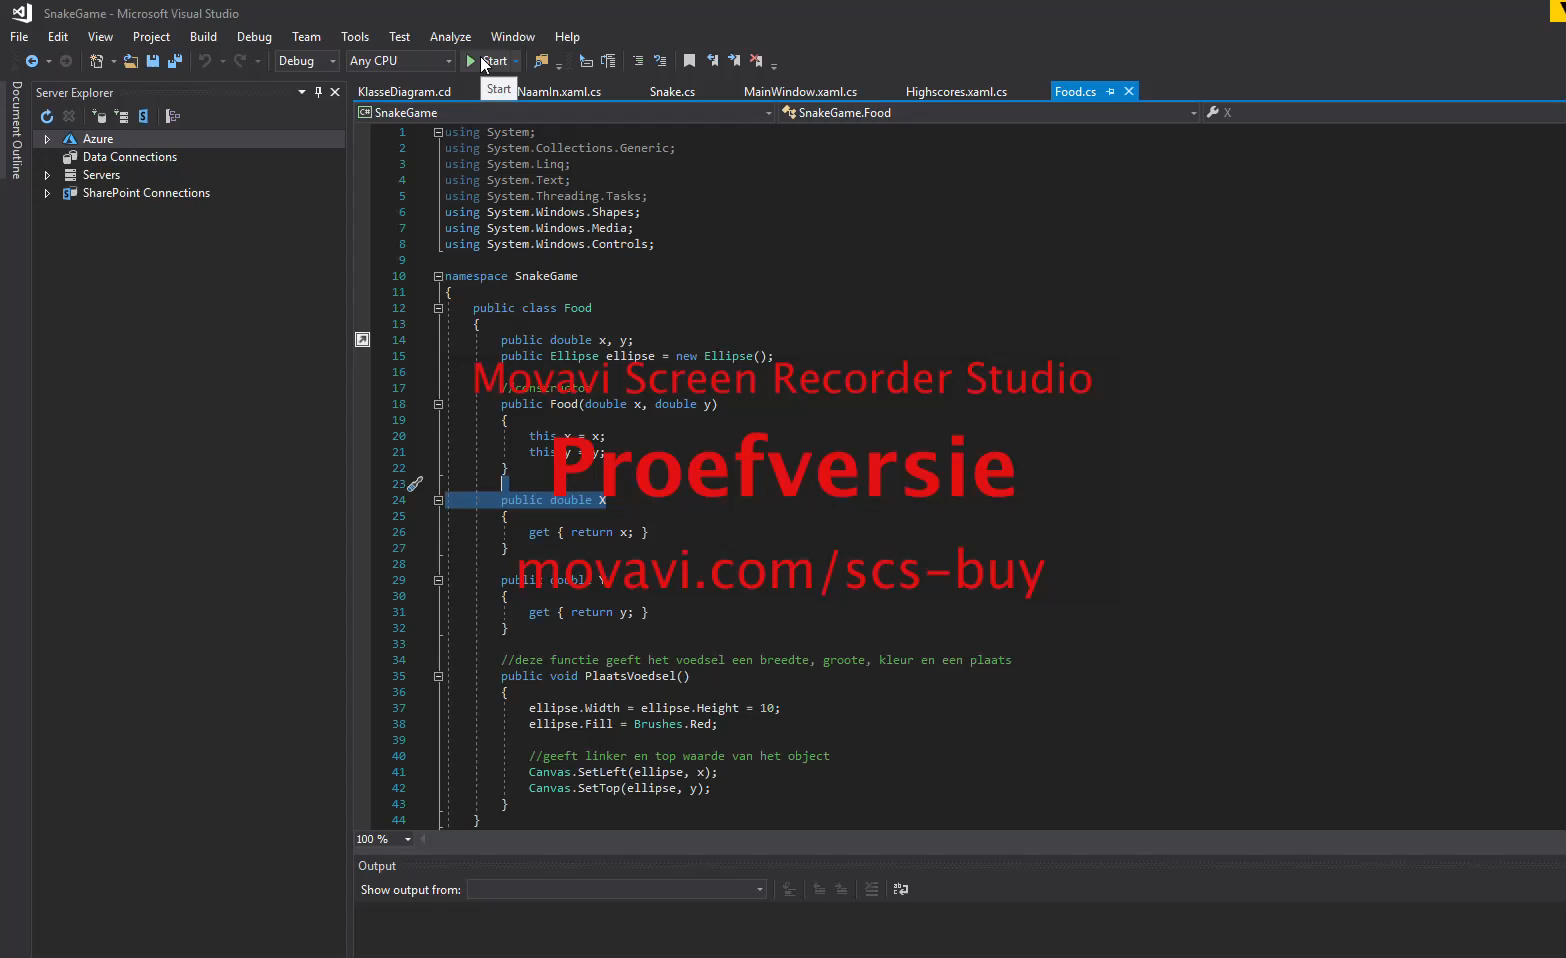 SnakeGame - Microsoft Visual Studio
File Edit View Project Build Debug Team Tools Test Analyze Window Help
Debug Any CPU Start
Start
Document Outline
Server Explorer
Azure
Data Connections
Servers
SharePoint Connections
KlasseDiagram.cd NaamIn.xaml.cs Snake.cs MainWindow.xaml.cs Highscores.xaml.cs Food.cs
SnakeGame SnakeGame.Food X
1 using System;
2 using System.Collections.Generic;
3 using System.Linq;
4 using System.Text;
5 using System.Threading.Tasks;
6 using System.Windows.Shapes;
7 using System.Windows.Media;
8 using System.Windows.Controls;
9
10 namespace SnakeGame
11 {
12 public class Food
13 {
14 public double x, y;
15 public Ellipse ellipse = new Ellipse();
16
Movavi Screen Recorder Studio
17 //constructor
18 public Food(double x, double y)
19 {
20 this.x = x;
21 this.y = y;
Proefversie
22 }
23
24 public double X
25 {
26 get { return x; }
27 }
movavi.com/scs-buy
28
29 public double Y
30 {
31 get { return y; }
32 }
33
34 //deze functie geeft het voedsel een breedte, groote, kleur en een plaats
35 public void PlaatsVoedsel()
36 {
37 ellipse.Width = ellipse.Height = 10;
38 ellipse.Fill = Brushes.Red;
39
40 //geeft linker en top waarde van het object
41 Canvas.SetLeft(ellipse, x);
42 Canvas.SetTop(ellipse, y);
43 }
44 }
100 %
Output
Show output from: